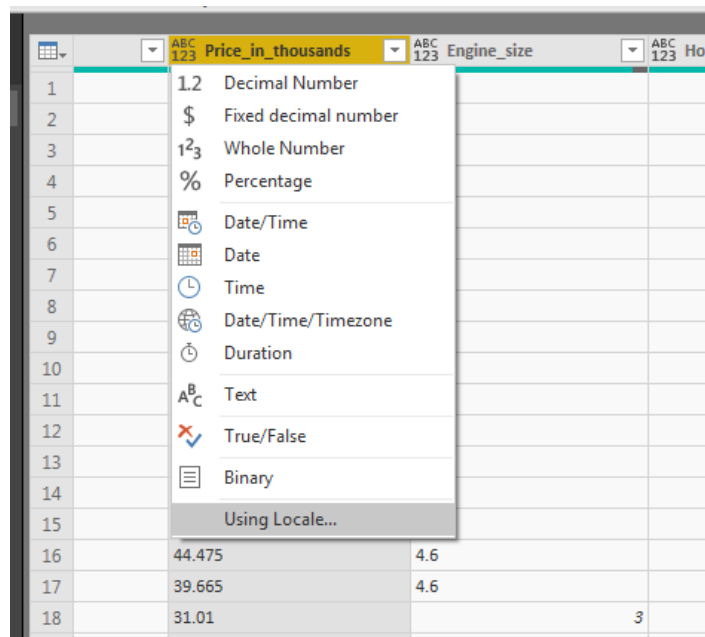 ABC 123 Price_in_thousands ABC 123 Engine_size ABC 123 Ho
1
2
3
4
5
6
7
8
9
10
11
12
13
14
15
1.2 Decimal Number
$ Fixed decimal number
1²3 Whole Number
% Percentage
Date/Time
Date
Time
Date/Time/Timezone
Duration
ABC Text
True/False
Binary
Using Locale...
16 44.475 4.6
17 39.665 4.6
18 31.01 3